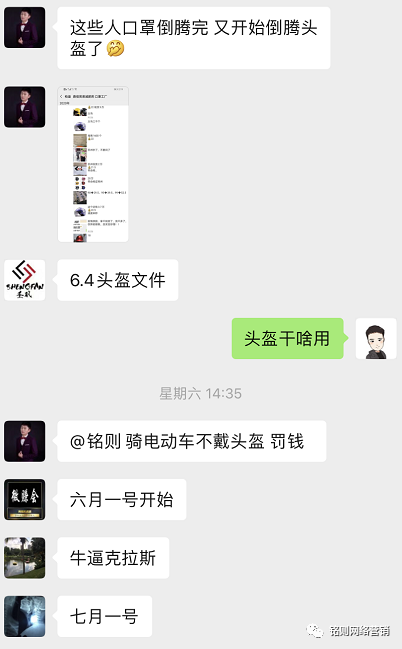 这些人口罩倒腾完 又开始倒腾头
盔了🤣
SHENGFAN
6.4头盔文件
头盔干啥用
星期六 14:35
@铭则 骑电动车不戴头盔 罚钱
六月一号开始
牛逼克拉斯
七月一号
铭则网络营销